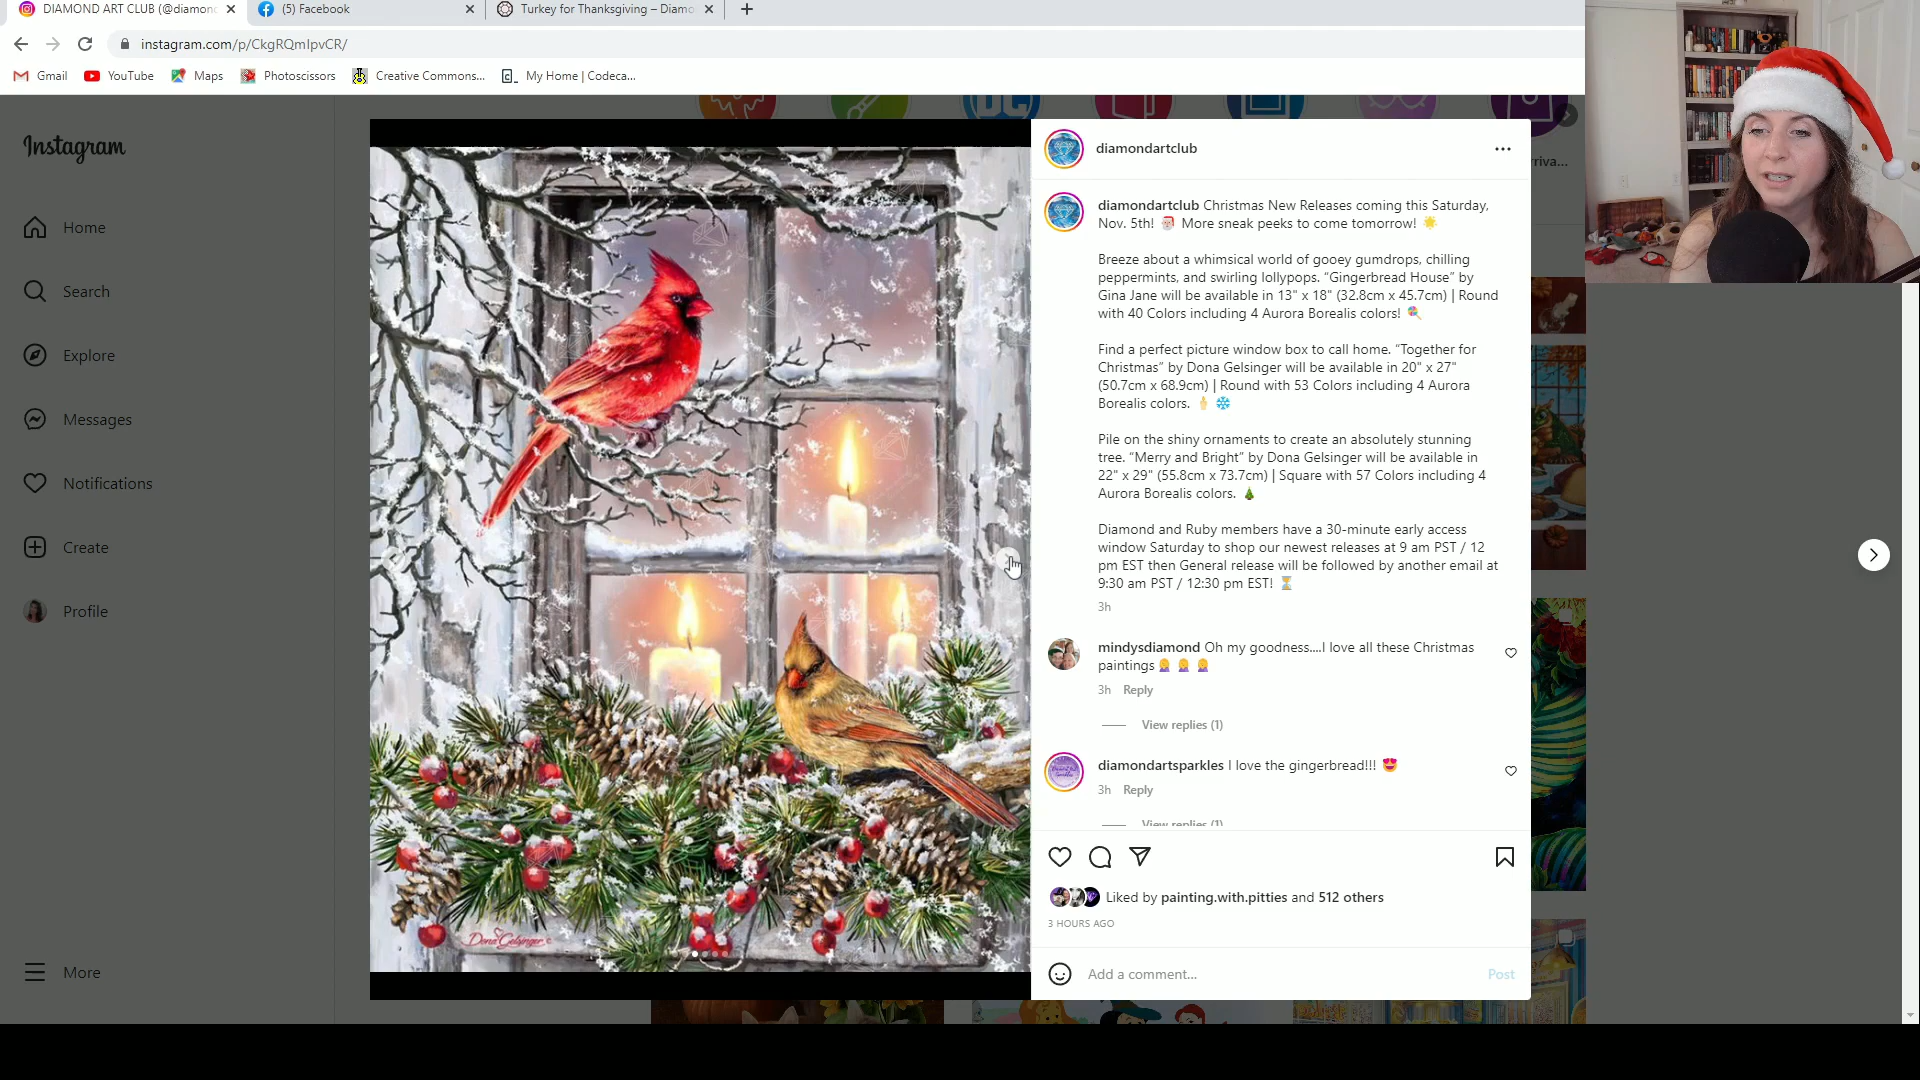 DIAMOND ART CLUB (@diamon
(5) Facebook
Turkey for Thanksgiving – Diamo
instagram.com/p/CkgRQmIpvCR/
Gmail
YouTube
Maps
Photoscissors
Creative Commons...
My Home | Codeca...
Instagram
Home
Search
Explore
Messages
Notifications
Create
Profile
More
DC
rriva...
diamondartclub
diamondartclub Christmas New Releases coming this Saturday,
Nov. 5th! 🎅 More sneak peeks to come tomorrow! 🌟
Breeze about a whimsical world of gooey gumdrops, chilling
peppermints, and swirling lollypops. “Gingerbread House” by
Gina Jane will be available in 13" x 18" (32.8cm x 45.7cm) | Round
with 40 Colors including 4 Aurora Borealis colors! 🍭
Find a perfect picture window box to call home. “Together for
Christmas” by Dona Gelsinger will be available in 20" x 27"
(50.7cm x 68.9cm) | Round with 53 Colors including 4 Aurora
Borealis colors. 🕯️ ❄️
Pile on the shiny ornaments to create an absolutely stunning
tree. “Merry and Bright” by Dona Gelsinger will be available in
22" x 29" (55.8cm x 73.7cm) | Square with 57 Colors including 4
Aurora Borealis colors. 🎄
Diamond and Ruby members have a 30-minute early access
window Saturday to shop our newest releases at 9 am PST / 12
pm EST then General release will be followed by another email at
9:30 am PST / 12:30 pm EST! ⏳
3h
mindysdiamond Oh my goodness....I love all these Christmas
paintings
3h Reply
View replies (1)
diamondartsparkles I love the gingerbread!!! 😍
3h Reply
View replies (1)
Liked by painting.with.pitties and 512 others
3 HOURS AGO
Add a comment...
Post
Dona Gelsinger